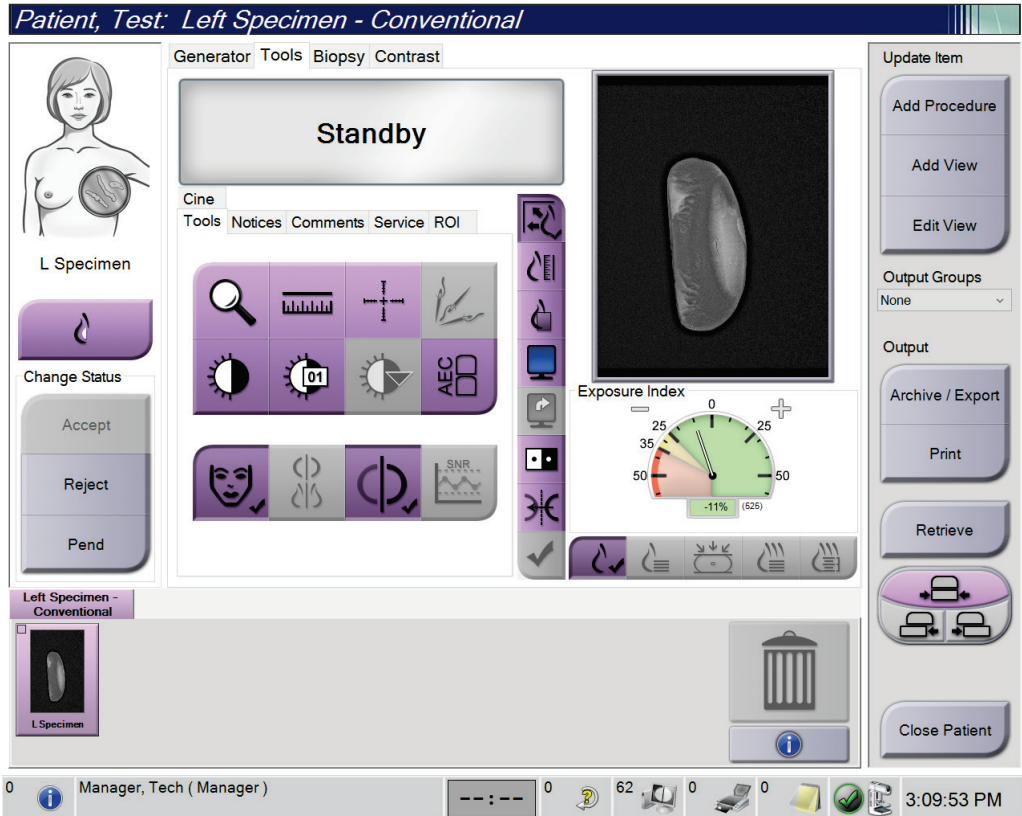 Patient, Test: Left Specimen - Conventional
Generator Tools Biopsy Contrast
Update Item
Add Procedure
Add View
Edit View
Standby
Cine
Tools Notices Comments Service ROI
L Specimen
01
AEC
SNR
Change Status
Accept
Reject
Pend
Exposure Index
0
25 25
35
50 50
-11% (525)
Output Groups
None
Output
Archive / Export
Print
Retrieve
Close Patient
Left Specimen -
Conventional
L Specimen
0 Manager, Tech ( Manager ) --:-- 0 62 0 0 3:09:53 PM